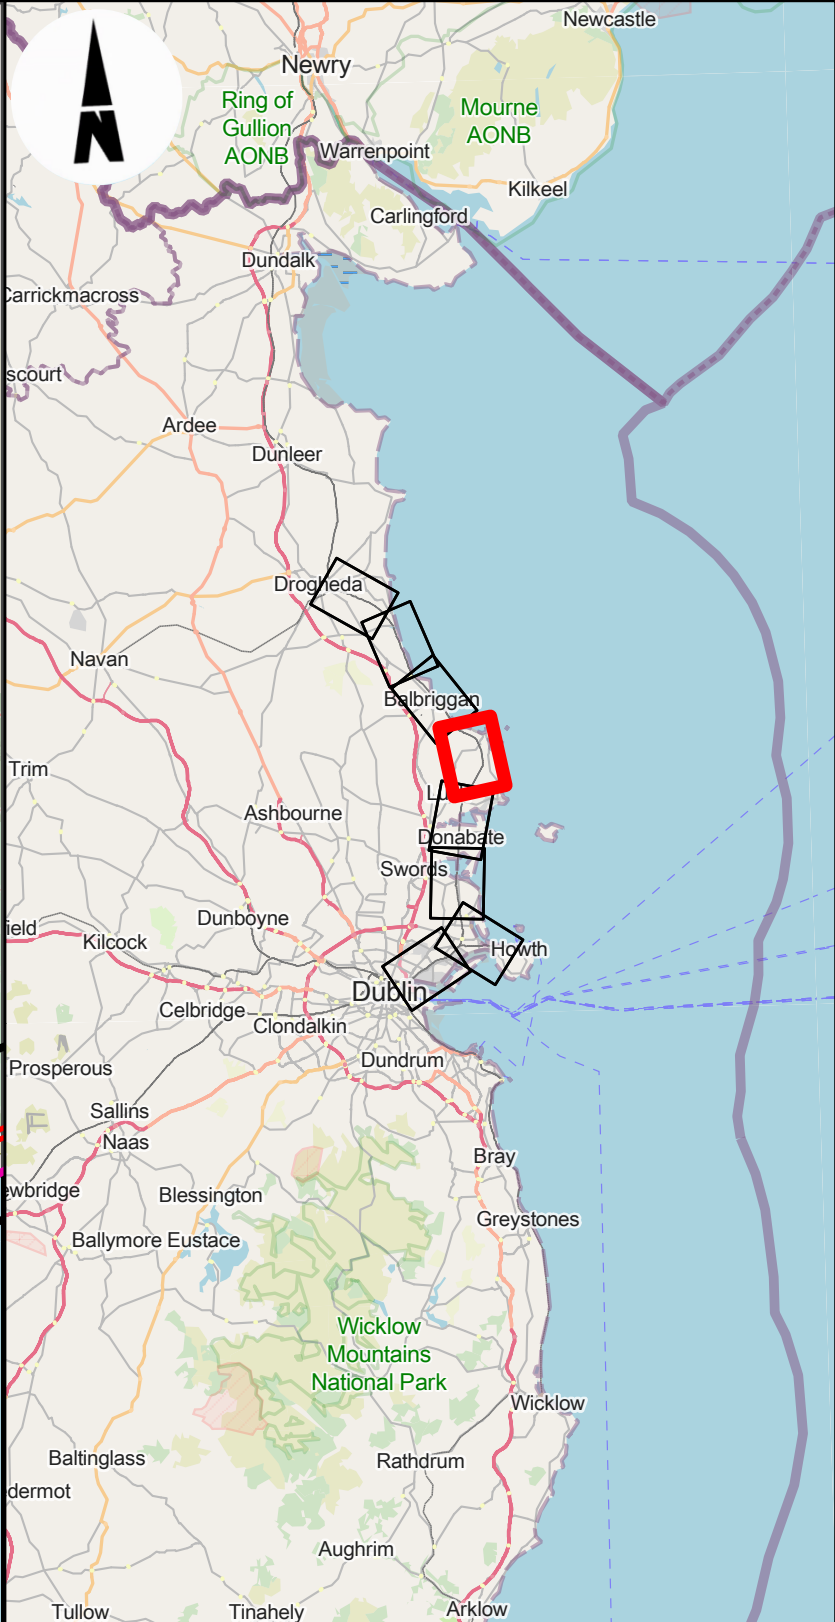 Newcastle
Newry
Ring of
Gullion
AONB
Mourne
AONB
N
Warrenpoint
Kilkeel
Carlingford
Dundalk
Carrickmacross
scourt
Ardee
Dunleer
Drogheda
Navan
Balbriggan
Trim
Lu
Ashbourne
Donabate
Swords
Dunboyne
ield
Kilcock
Howth
Dublin
Celbridge
Clondalkin
Dundrum
Prosperous
Sallins
Naas
Bray
ewbridge
Blessington
Greystones
Ballymore Eustace
Wicklow
Mountains
National Park
Wicklow
Baltinglass
Rathdrum
dermot
Aughrim
Tullow
Tinahely
Arklow